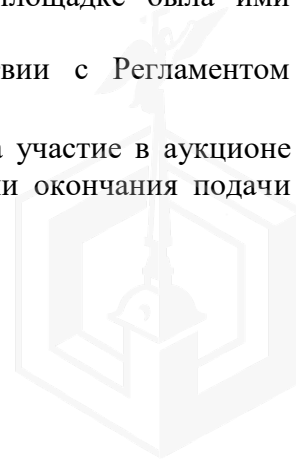 площадке была ими
вии с Регламентом
участие в аукционе
окончания подачи